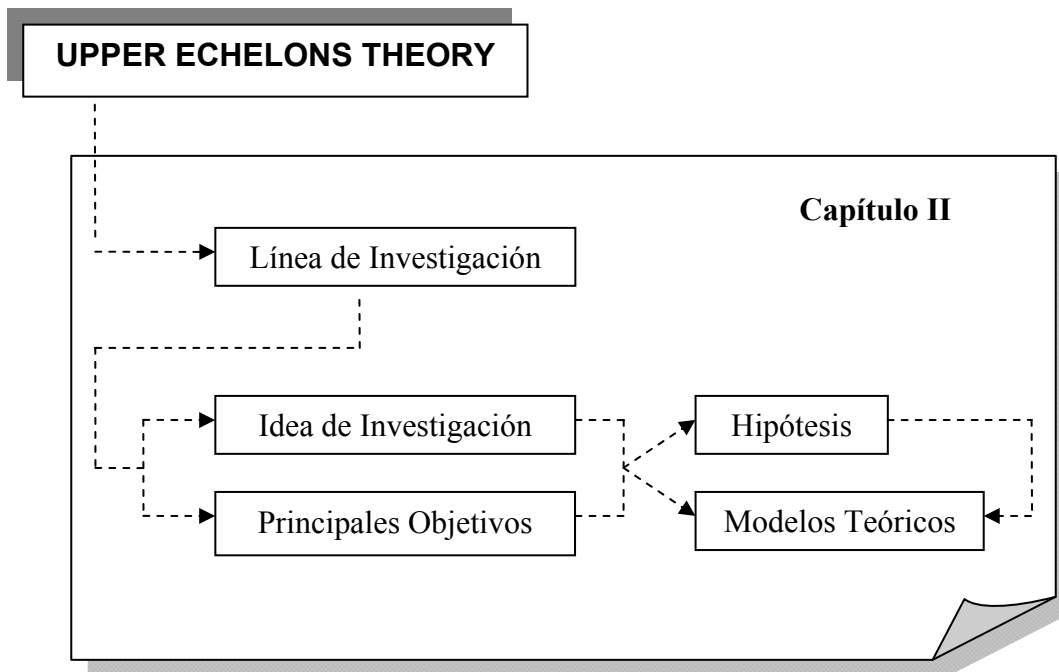 UPPER ECHELONS THEORY
Capítulo II
Línea de Investigación
Idea de Investigación
Hipótesis
Principales Objetivos
Modelos Teóricos